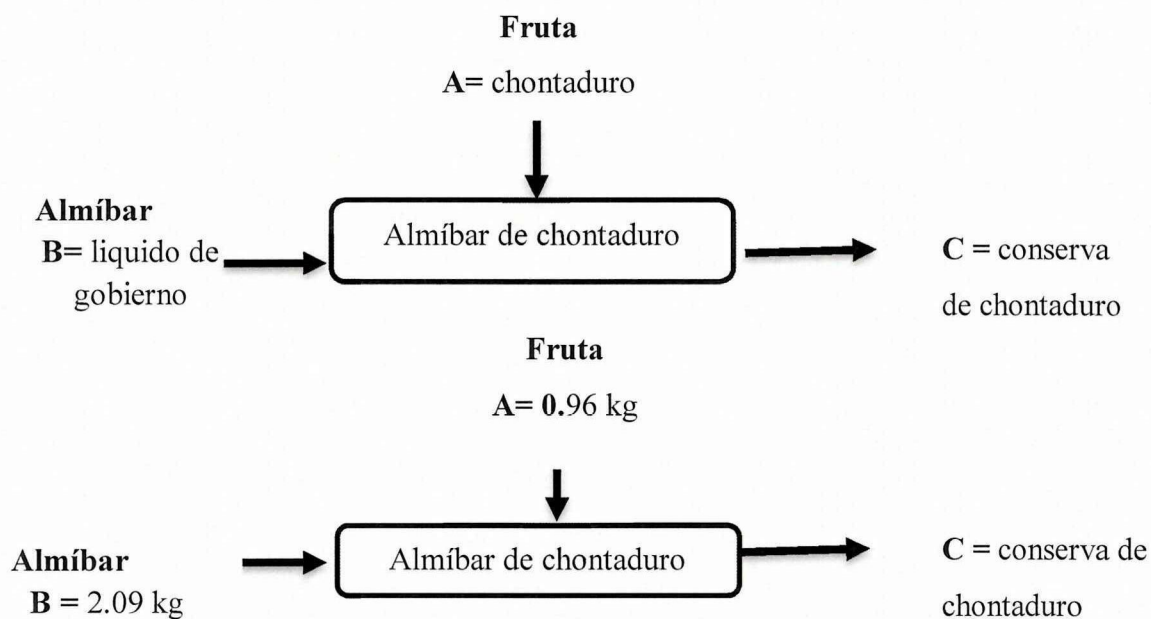 Fruta
A= chontaduro
Almíbar
B= liquido de
gobierno
Almíbar de chontaduro
C = conserva
de chontaduro
Fruta
A= 0.96 kg
Almíbar
B = 2.09 kg
Almíbar de chontaduro
C = conserva de
chontaduro